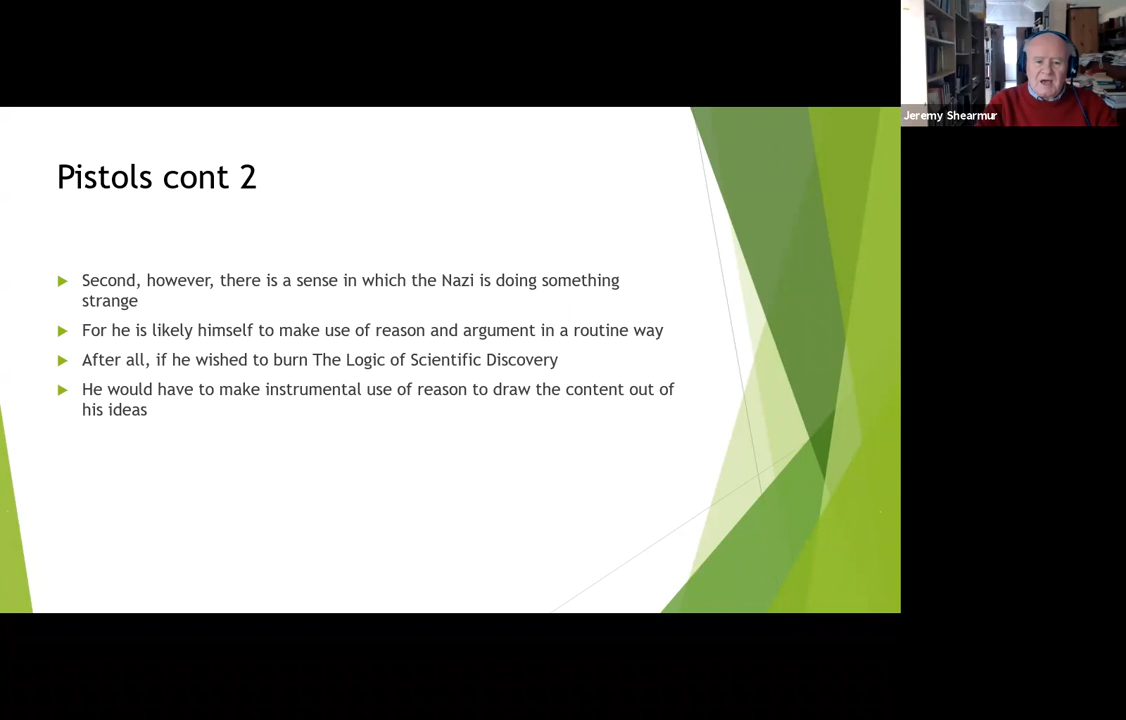 Jeremy Shearmur
Pistols cont 2
Second, however, there is a sense in which the Nazi is doing something
strange
For he is likely himself to make use of reason and argument in a routine way
After all, if he wished to burn The Logic of Scientific Discovery
He would have to make instrumental use of reason to draw the content out of
his ideas